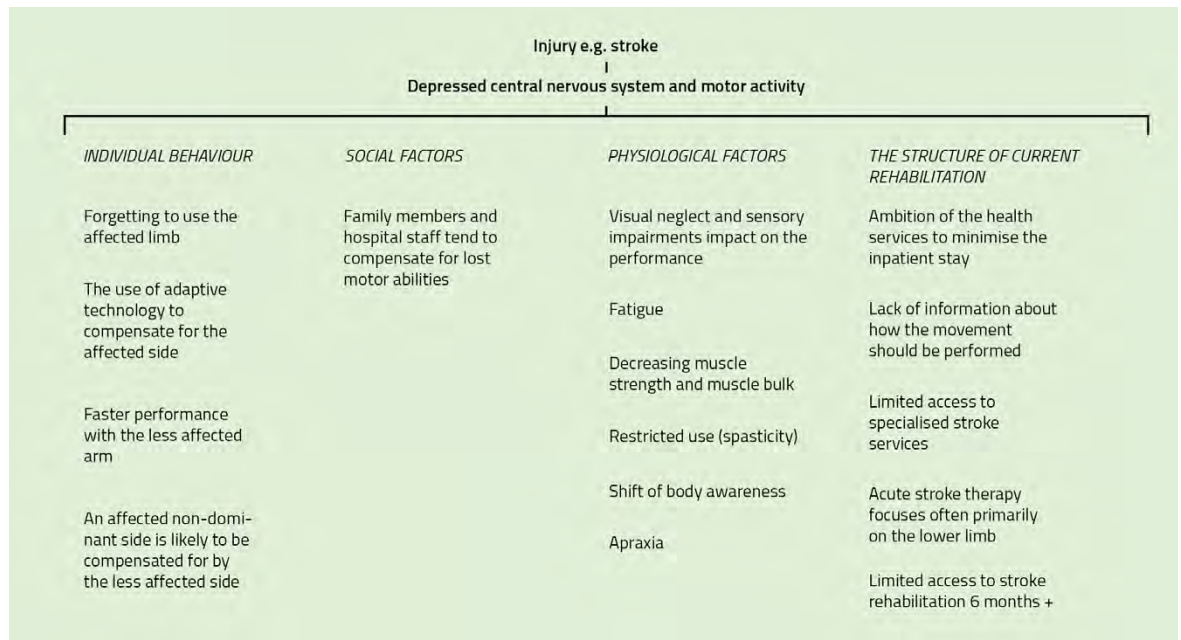 Injury e.g. stroke
Depressed central nervous system and motor activity
INDIVIDUAL BEHAVIOUR
Forgetting to use the
affected limb
The use of adaptive
technology to
compensate for the
affected side
Faster performance
with the less affected
arm
An affected non-domi-
nant side is likely to be
compensated for by
the less affected side
SOCIAL FACTORS
Family members and
hospital staff tend to
compensate for lost
motor abilities
PHYSIOLOGICAL FACTORS
Visual neglect and sensory
impairments impact on the
performance
Fatigue
Decreasing muscle
strength and muscle bulk
Restricted use (spasticity)
Shift of body awareness
Apraxia
THE STRUCTURE OF CURRENT
REHABILITATION
Ambition of the health
services to minimise the
inpatient stay
Lack of information about
how the movement
should be performed
Limited access to
specialised stroke
services
Acute stroke therapy
focuses often primarily
on the lower limb
Limited access to stroke
rehabilitation 6 months +